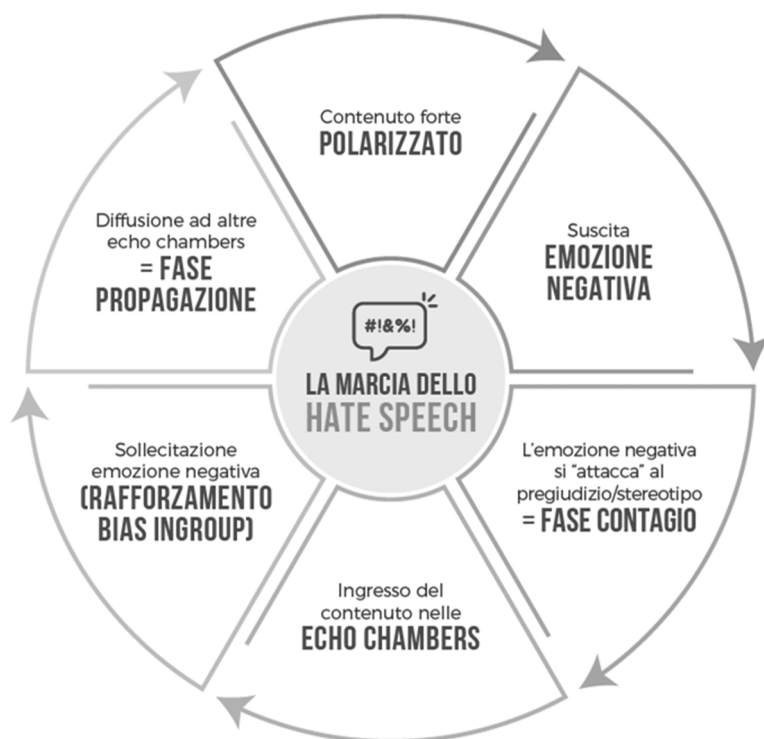 Contenuto forte
POLARIZZATO
Suscita
EMOZIONE
NEGATIVA
L'emozione negativa
si "attacca" al
pregiudizio/stereotipo
= FASE CONTAGIO
Ingresso del
contenuto nelle
ECHO CHAMBERS
Sollecitazione
emozione negativa
(RAFFORZAMENTO
BIAS INGROUP)
Diffusione ad altre
echo chambers
= FASE
PROPAGAZIONE
#!&%!
LA MARCIA DELLO
HATE SPEECH